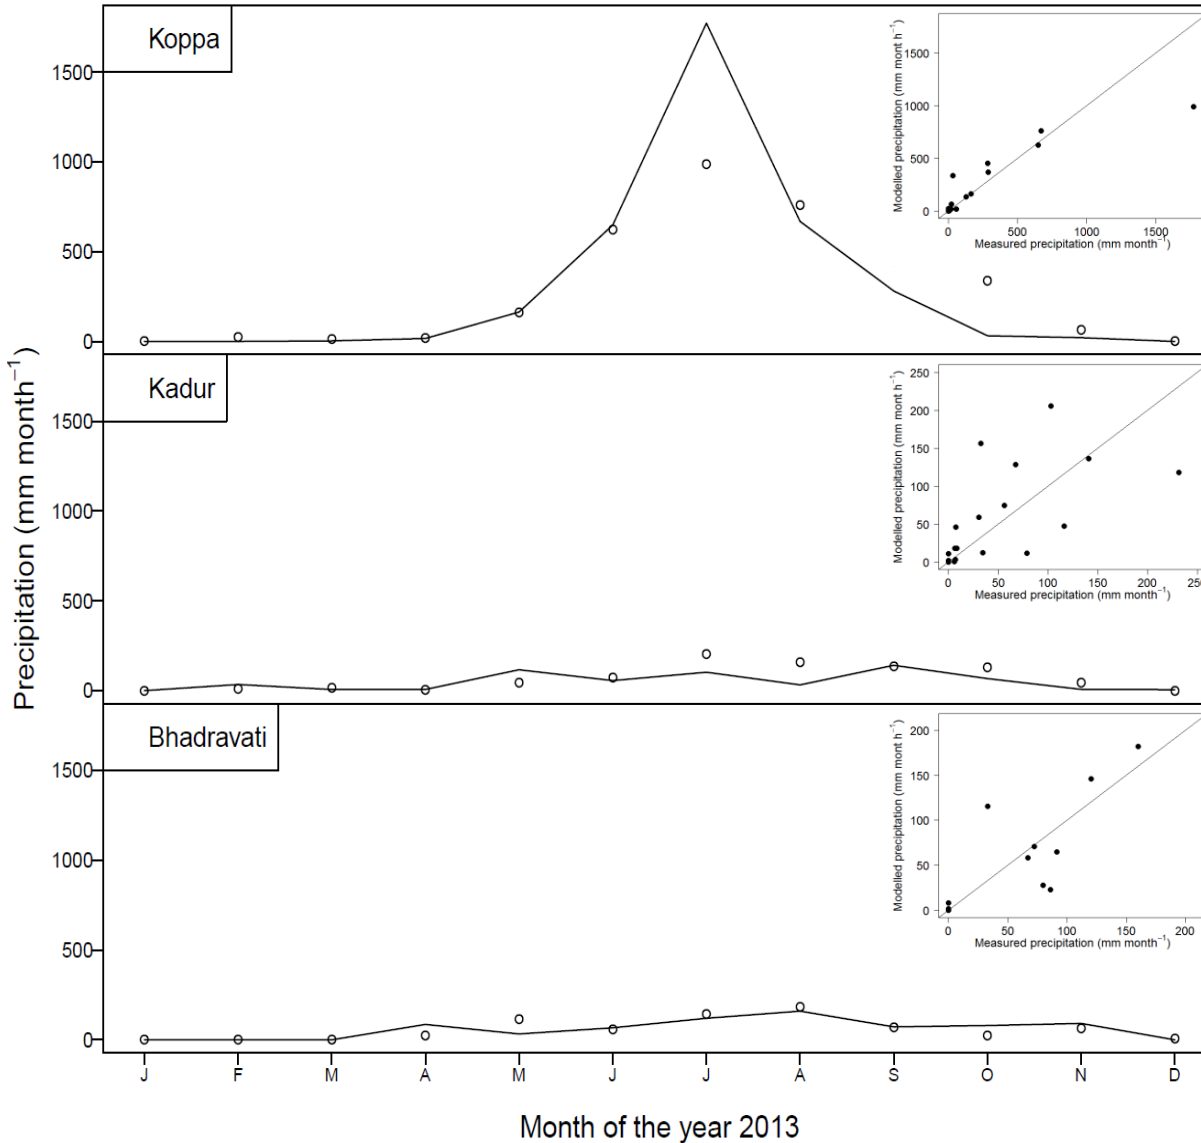 Precipitation (mm month⁻¹)
Koppa
1500
1000
500
0
Modelled precipitation (mm mont h⁻¹)
1500
1000
500
0
0 500 1000 1500
Measured precipitation (mm month⁻¹)
Kadur
1500
1000
500
0
Modelled precipitation (mm mont h⁻¹)
250
200
150
100
50
0
0 50 100 150 200 250
Measured precipitation (mm month⁻¹)
Bhadravati
1500
1000
500
0
Modelled precipitation (mm mont h⁻¹)
200
150
100
50
0
0 50 100 150 200
Measured precipitation (mm month⁻¹)
J F M A M J J A S O N D
Month of the year 2013